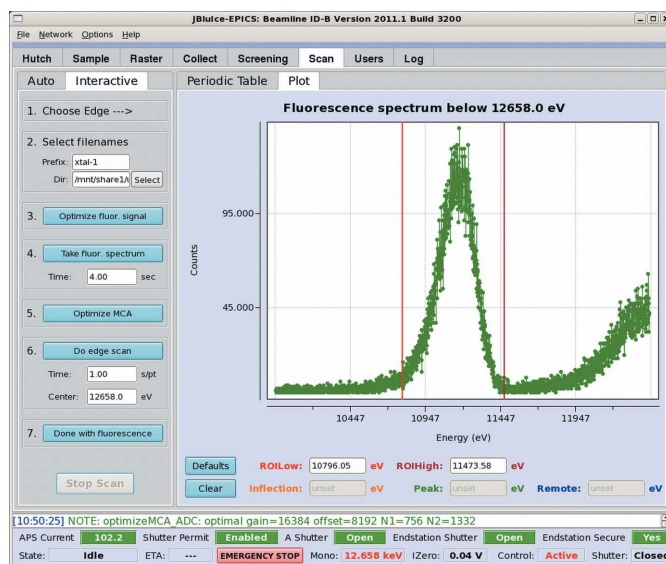 JBluIce-EPICS: Beamline ID-B Version 2011.1 Build 3200
File Network Options Help
Hutch Sample Raster Collect Screening Scan Users Log
Auto Interactive
Periodic Table Plot
1. Choose Edge --->
2. Select filenames
Prefix: xtal-1
Dir: /mnt/share1/ Select
3. Optimize fluor. signal
4. Take fluor. spectrum
Time: 4.00 sec
5. Optimize MCA
6. Do edge scan
Time: 1.00 s/pt
Center: 12658.0 eV
7. Done with fluorescence
Stop Scan
Fluorescence spectrum below 12658.0 eV
95.000
Counts
45.000
10447 10947 11447 11947
Energy (eV)
Defaults ROILow: 10796.05 eV ROIHigh: 11473.58 eV
Clear Inflection: unset eV Peak: unset eV Remote: unset eV
[10:50:25] NOTE: optimizeMCA_ADC: optimal gain=16384 offset=8192 N1=756 N2=1332
APS Current 102.2 Shutter Permit Enabled A Shutter Open Endstation Shutter Open Endstation Secure Yes
State: Idle ETA: --- EMERGENCY STOP Mono: 12.658 keV IZero: 0.04 V Control: Active Shutter: Closed